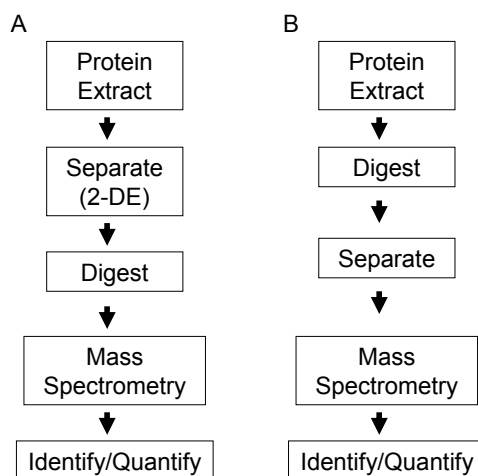 A
Protein
Extract
Separate
(2-DE)
Digest
Mass
Spectrometry
Identify/Quantify
B
Protein
Extract
Digest
Separate
Mass
Spectrometry
Identify/Quantify